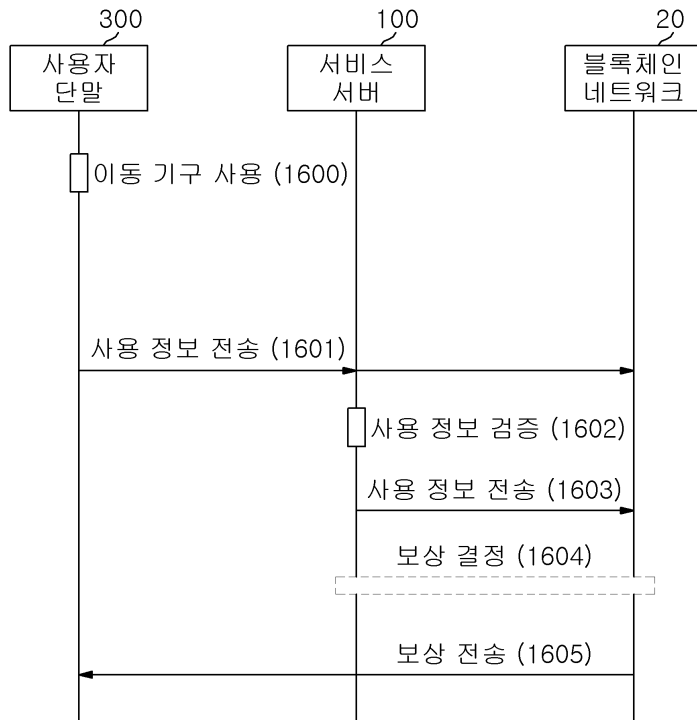 300
100
20
사용자
단말
서비스
서버
블록체인
네트워크
이동 기구 사용 (1600)
사용 정보 전송 (1601)
사용 정보 검증 (1602)
사용 정보 전송 (1603)
보상 결정 (1604)
보상 전송 (1605)